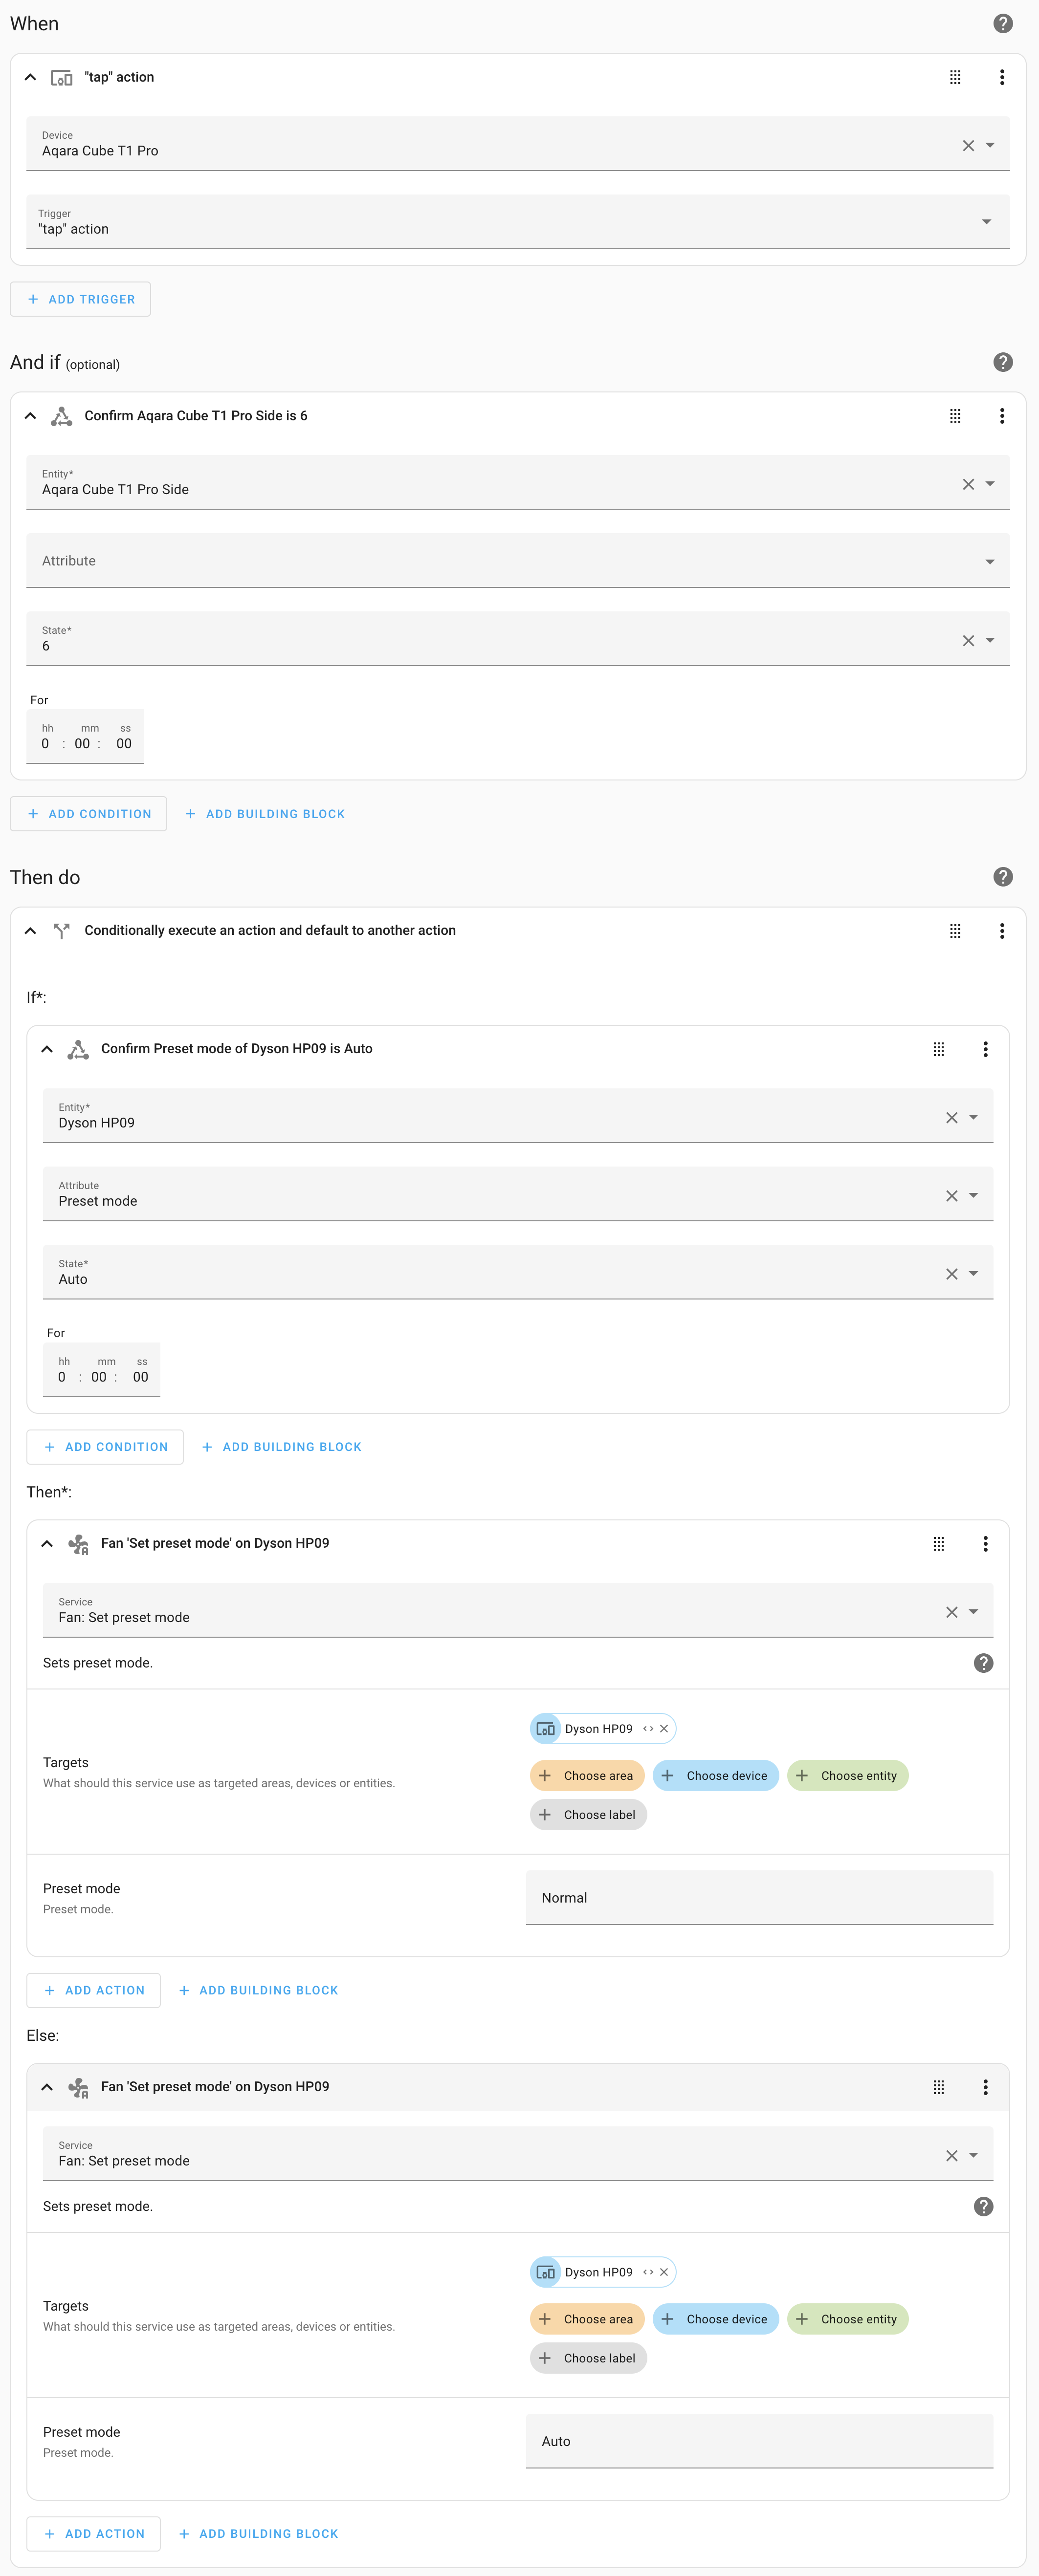 When
"tap" action
Device
Aqara Cube T1 Pro
Trigger
"tap" action
ADD TRIGGER
And if (optional)
Confirm Aqara Cube T1 Pro Side is 6
Entity*
Aqara Cube T1 Pro Side
Attribute
State*
6
For
hh mm ss
0 : 00 : 00
ADD CONDITION ADD BUILDING BLOCK
Then do
Conditionally execute an action and default to another action
If*:
Confirm Preset mode of Dyson HP09 is Auto
Entity*
Dyson HP09
Attribute
Preset mode
State*
Auto
For
hh mm ss
0 : 00 : 00
ADD CONDITION ADD BUILDING BLOCK
Then*:
Fan 'Set preset mode' on Dyson HP09
Service
Fan: Set preset mode
Sets preset mode.
Dyson HP09
Targets
What should this service use as targeted areas, devices or entities.
Choose area Choose device Choose entity
Choose label
Preset mode
Preset mode.
Normal
ADD ACTION ADD BUILDING BLOCK
Else:
Fan 'Set preset mode' on Dyson HP09
Service
Fan: Set preset mode
Sets preset mode.
Dyson HP09
Targets
What should this service use as targeted areas, devices or entities.
Choose area Choose device Choose entity
Choose label
Preset mode
Preset mode.
Auto
ADD ACTION ADD BUILDING BLOCK